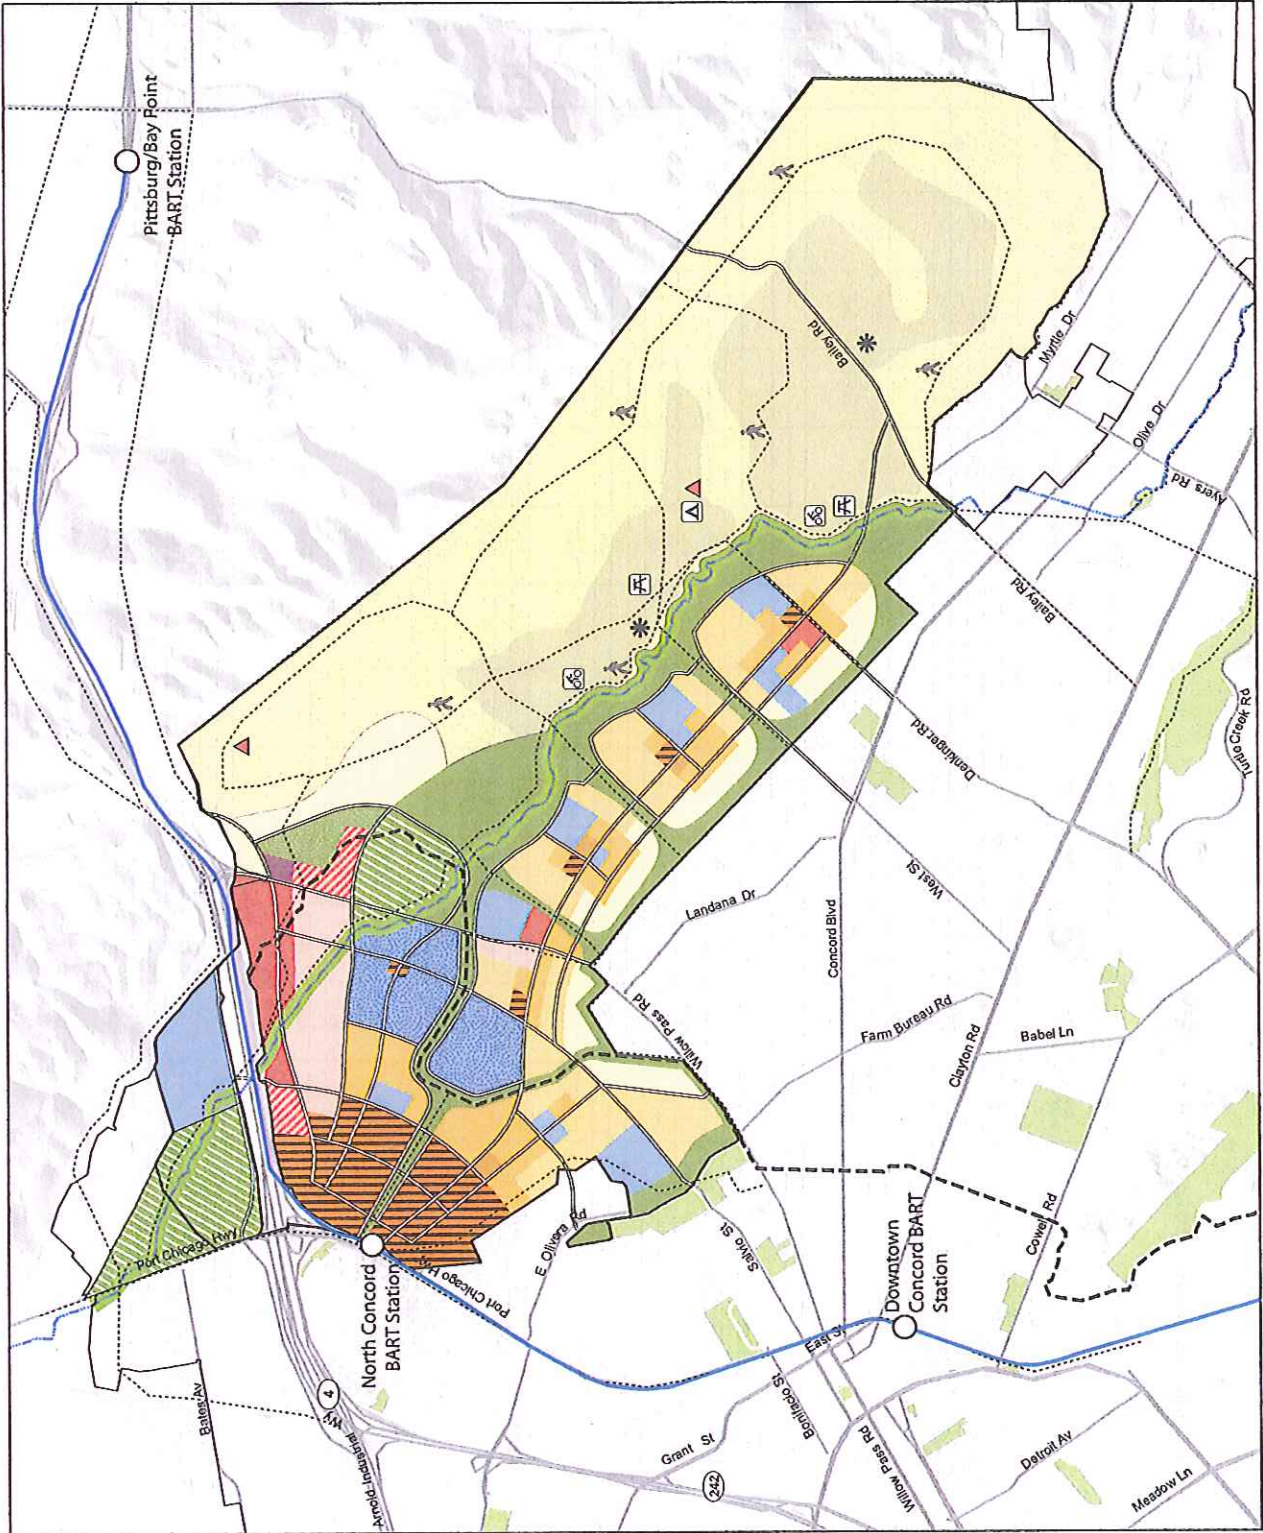 Pittsburg/Bay Point
BART Station
Bailey Rd
Myrtle Dr
Olive Dr
Ayers Rd
Bailey Rd
Denkinger Rd
Turtle Creek Rd
West St
Landana Dr
Concord Blvd
Willow Pass Rd
Farm Bureau Rd
Clayton Rd
Babel Ln
Port Chicago Hwy
E Olivera Rd
Salvio St
Cowell Rd
North Concord
BART Station
Port Chicago Hwy
Downtown
Concord BART
Station
East St
Bonifacio St
Bates Av
4
Arnold Industrial Wy
Grant St
242
Willow Pass Rd
Detroit Av
Meadow Ln